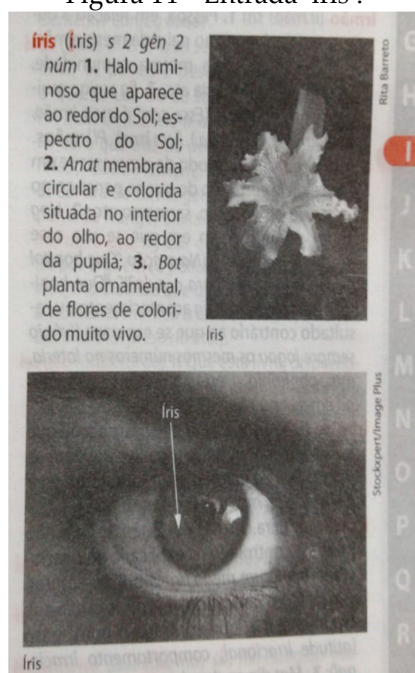 Figura 11 - Entrada 'íris'.
íris (í.ris) s 2 gên 2
núm 1. Halo lumi-
noso que aparece
ao redor do Sol; es-
pectro do Sol;
2. Anat membrana
circular e colorida
situada no interior
do olho, ao redor
da pupila; 3. Bot
planta ornamental,
de flores de colori-
do muito vivo.
Rita Barreto
Íris
Íris
Stockxpert/Image Plus
Íris
G
H
I
J
K
L
M
N
O
P
Q
R